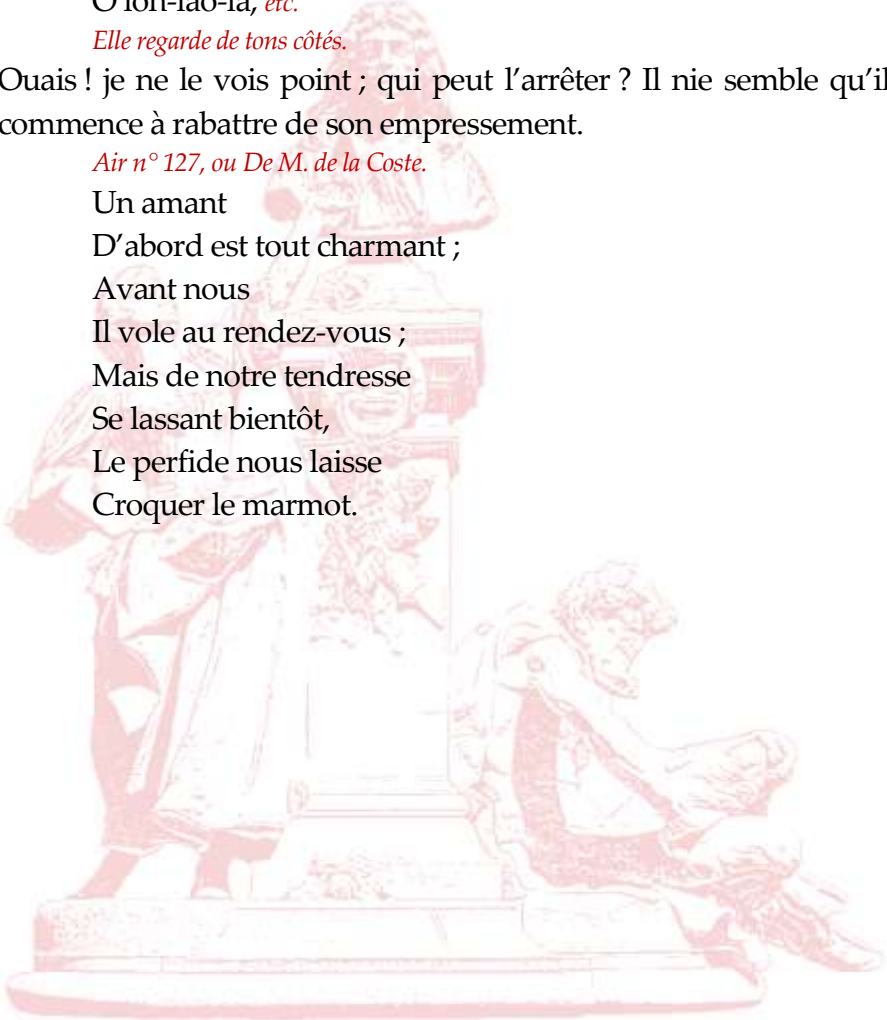 O lon-lao-la, etc.
Elle regarde de tons côtés.
Ouais ! je ne le vois point ; qui peut l’arrêter ? Il nie semble qu’il
commence à rabattre de son empressement.
Air n° 127, ou De M. de la Coste.
Un amant
D’abord est tout charmant ;
Avant nous
Il vole au rendez-vous ;
Mais de notre tendresse
Se lassant bientôt,
Le perfide nous laisse
Croquer le marmot.